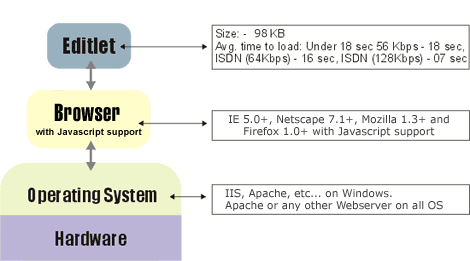 Editlet
Size: - 98 KB
Avg. time to load: Under 18 sec 56 Kbps - 18 sec,
ISDN (64Kbps) - 16 sec, ISDN (128Kbps) - 07 sec
Browser
with Javascript support
IE 5.0+, Netscape 7.1+, Mozilla 1.3+ and
Firefox 1.0+ with Javascript support
Operating System
IIS, Apache, etc... on Windows.
Apache or any other Webserver on all OS
Hardware